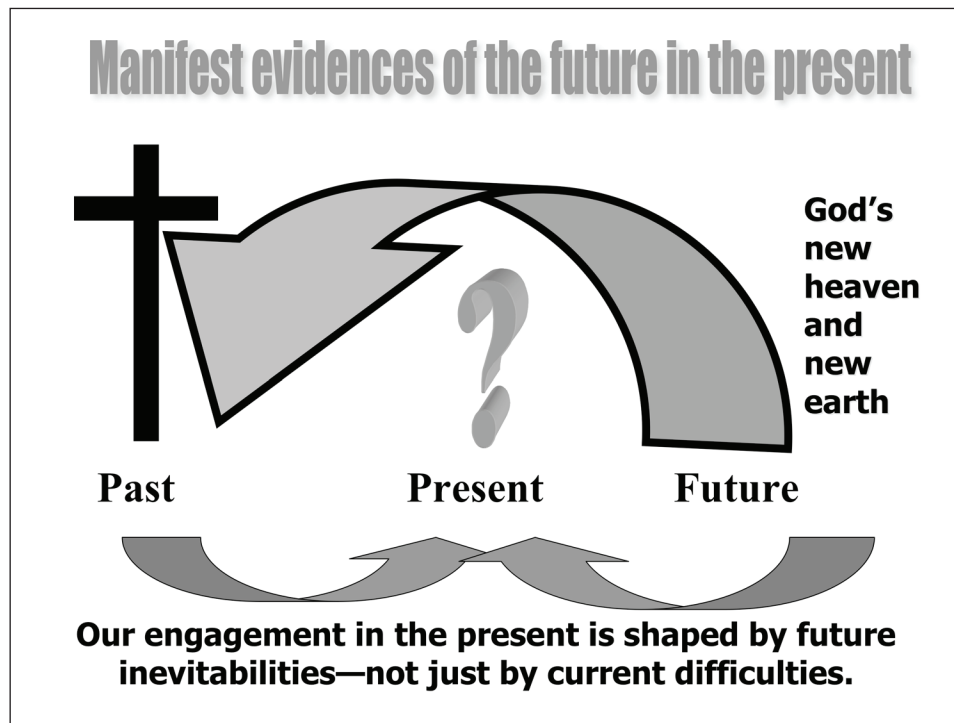 Manifest evidences of the future in the present
God’s
new
heaven
and
new
earth
?
Past Present Future
Our engagement in the present is shaped by future
inevitabilities—not just by current difficulties.